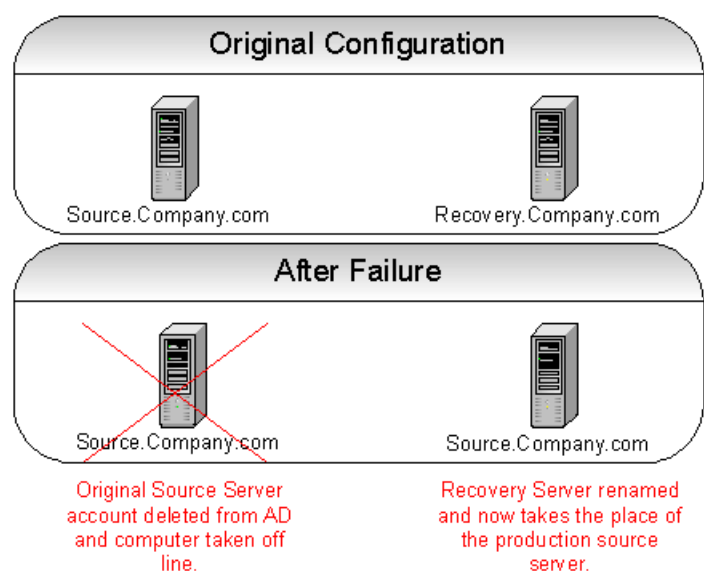 Original Configuration
Source.Company.com
Recovery.Company.com
After Failure
Source.Company.com
Source.Company.com
Original Source Server
account deleted from AD
and computer taken off
line.
Recovery Server renamed
and now takes the place of
the production source
server.